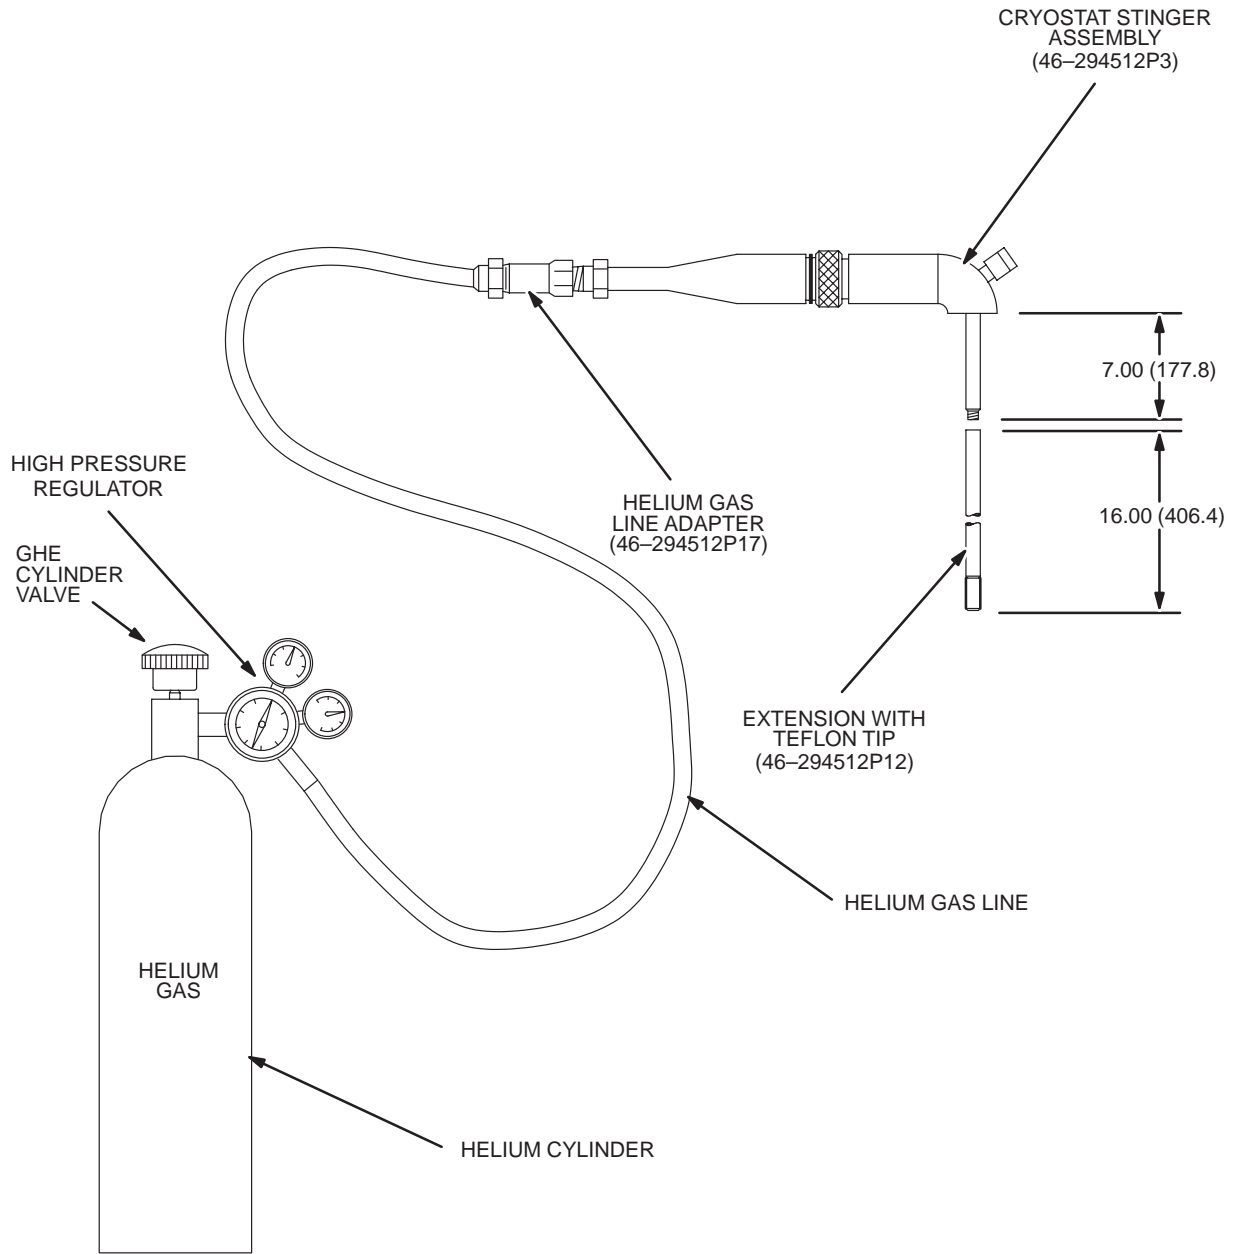 CRYOSTAT STINGER
ASSEMBLY
(46–294512P3)
7.00 (177.8)
HIGH PRESSURE
REGULATOR
HELIUM GAS
LINE ADAPTER
(46–294512P17)
16.00 (406.4)
GHE
CYLINDER
VALVE
EXTENSION WITH
TEFLON TIP
(46–294512P12)
HELIUM GAS LINE
HELIUM
GAS
HELIUM CYLINDER